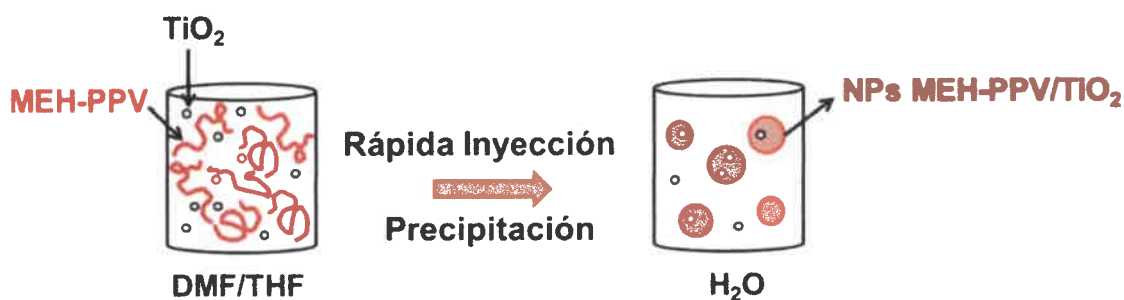 TiO₂
MEH-PPV
Rápida Inyección
Precipitación
DMF/THF
NPs MEH-PPV/TiO₂
H₂O